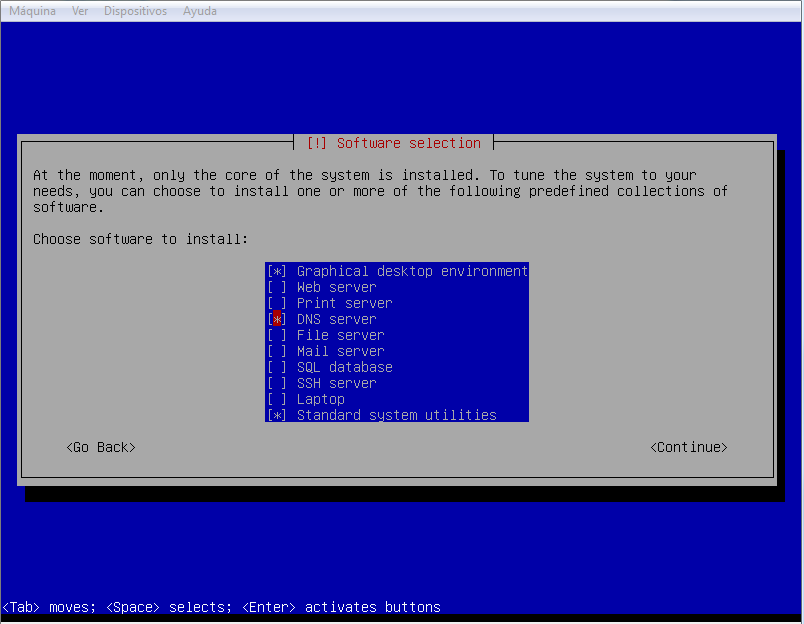 Máquina Ver Dispositivos Ayuda
[!] Software selection
At the moment, only the core of the system is installed. To tune the system to your
needs, you can choose to install one or more of the following predefined collections of
software.
Choose software to install:
[*] Graphical desktop environment
[ ] Web server
[ ] Print server
[*] DNS server
[ ] File server
[ ] Mail server
[ ] SQL database
[ ] SSH server
[ ] Laptop
[*] Standard system utilities
<Go Back> <Continue>
<Tab> moves; <Space> selects; <Enter> activates buttons